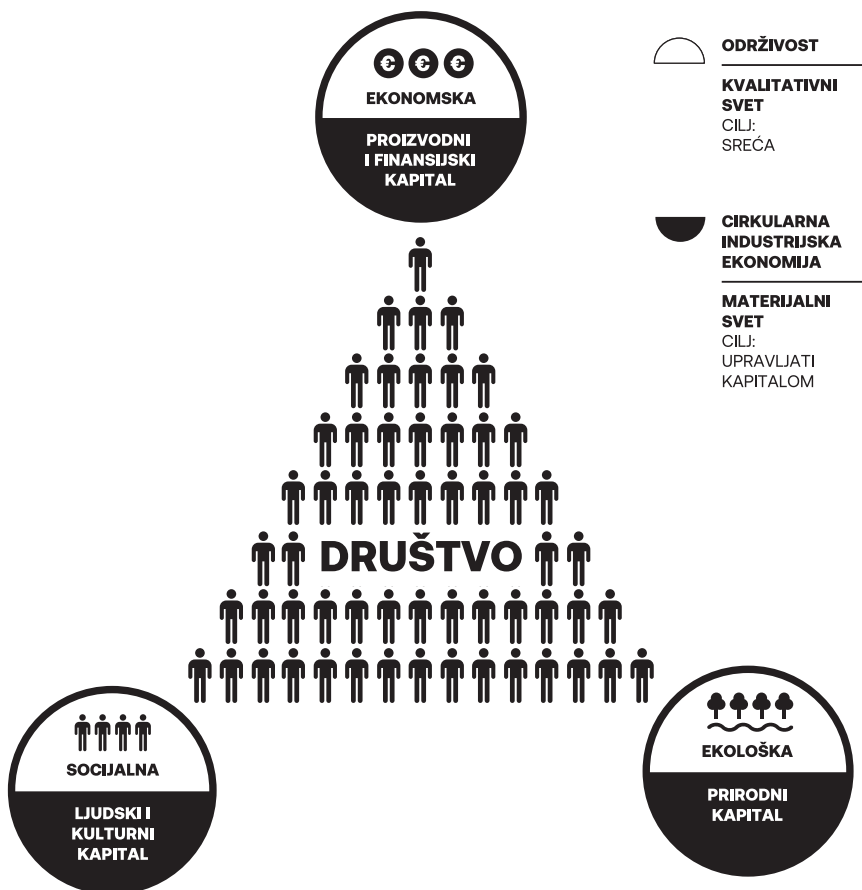 € € €
EKONOMSKA
PROIZVODNI
I FINANSIJSKI
KAPITAL
ODRŽIVOST
KVALITATIVNI
SVET
CILJ:
SREĆA
CIRKULARNA
INDUSTRIJSKA
EKONOMIJA
MATERIJALNI
SVET
CILJ:
UPRAVLJATI
KAPITALOM
DRUŠTVO
SOCIJALNA
LJUDSKI I
KULTURNI
KAPITAL
EKOLOŠKA
PRIRODNI
KAPITAL